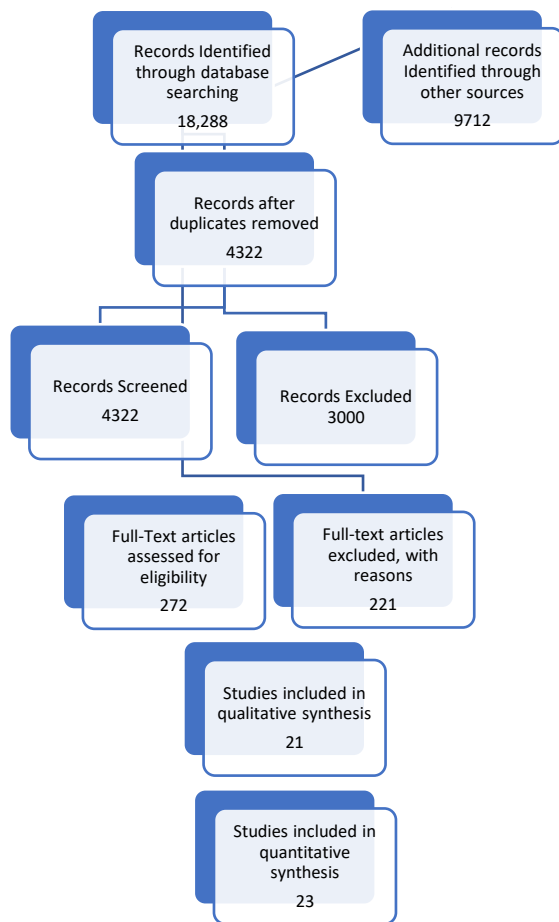 Records Identified
through database
searching
18,288
Additional records
Identified through
other sources
9712
Records after
duplicates removed
4322
Records Screened
4322
Records Excluded
3000
Full-Text articles
assessed for
eligibility
272
Full-text articles
excluded, with
reasons
221
Studies included in
qualitative synthesis
21
Studies included in
quantitative
synthesis
23